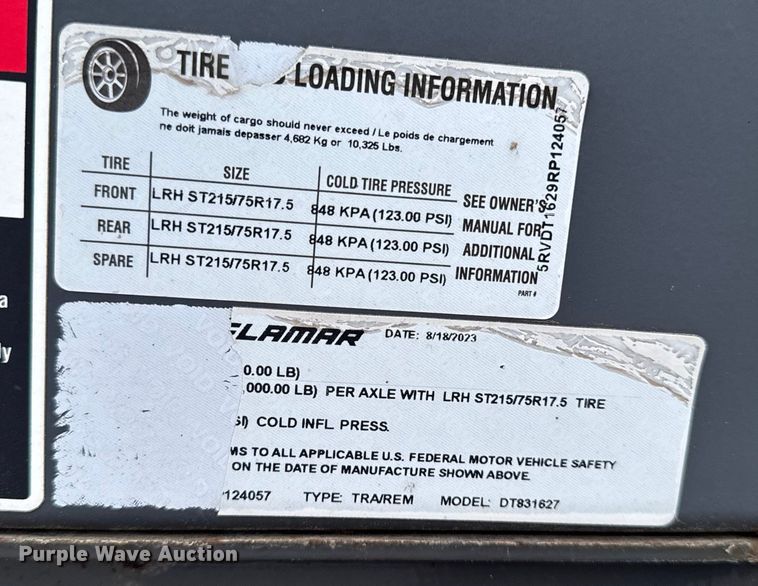 TIRE LOADING INFORMATION
The weight of cargo should never exceed / Le poids de chargement
ne doit jamais depasser 4,682 Kg or 10,325 Lbs.
TIRE SIZE COLD TIRE PRESSURE
FRONT LRH ST215/75R17.5 848 KPA (123.00 PSI)
REAR LRH ST215/75R17.5 848 KPA (123.00 PSI)
SPARE LRH ST215/75R17.5 848 KPA (123.00 PSI)
SEE OWNER'S
MANUAL FOR
ADDITIONAL
INFORMATION
PART #
5RVDT1629RP124057
a
ly
ELAMAR DATE: 8/18/2023
0.00 LB)
000.00 LB) PER AXLE WITH LRH ST215/75R17.5 TIRE
SI) COLD INFL. PRESS.
MS TO ALL APPLICABLE U.S. FEDERAL MOTOR VEHICLE SAFETY
ON THE DATE OF MANUFACTURE SHOWN ABOVE.
124057 TYPE: TRA/REM MODEL: DT831627
Purple Wave Auction